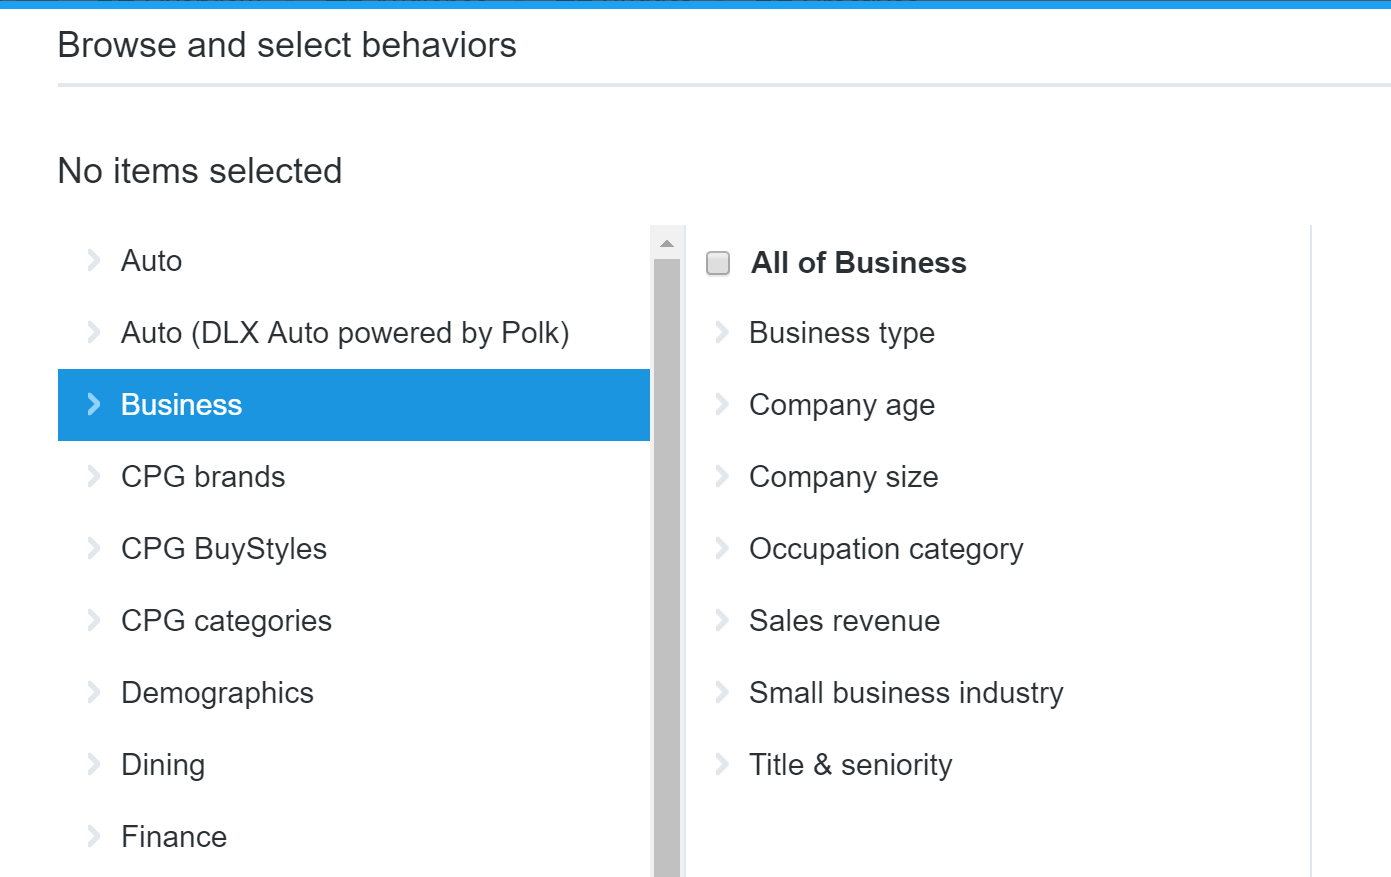 Browse and select behaviors
No items selected
Auto
Auto (DLX Auto powered by Polk)
Business
CPG brands
CPG BuyStyles
CPG categories
Demographics
Dining
Finance
All of Business
Business type
Company age
Company size
Occupation category
Sales revenue
Small business industry
Title & seniority